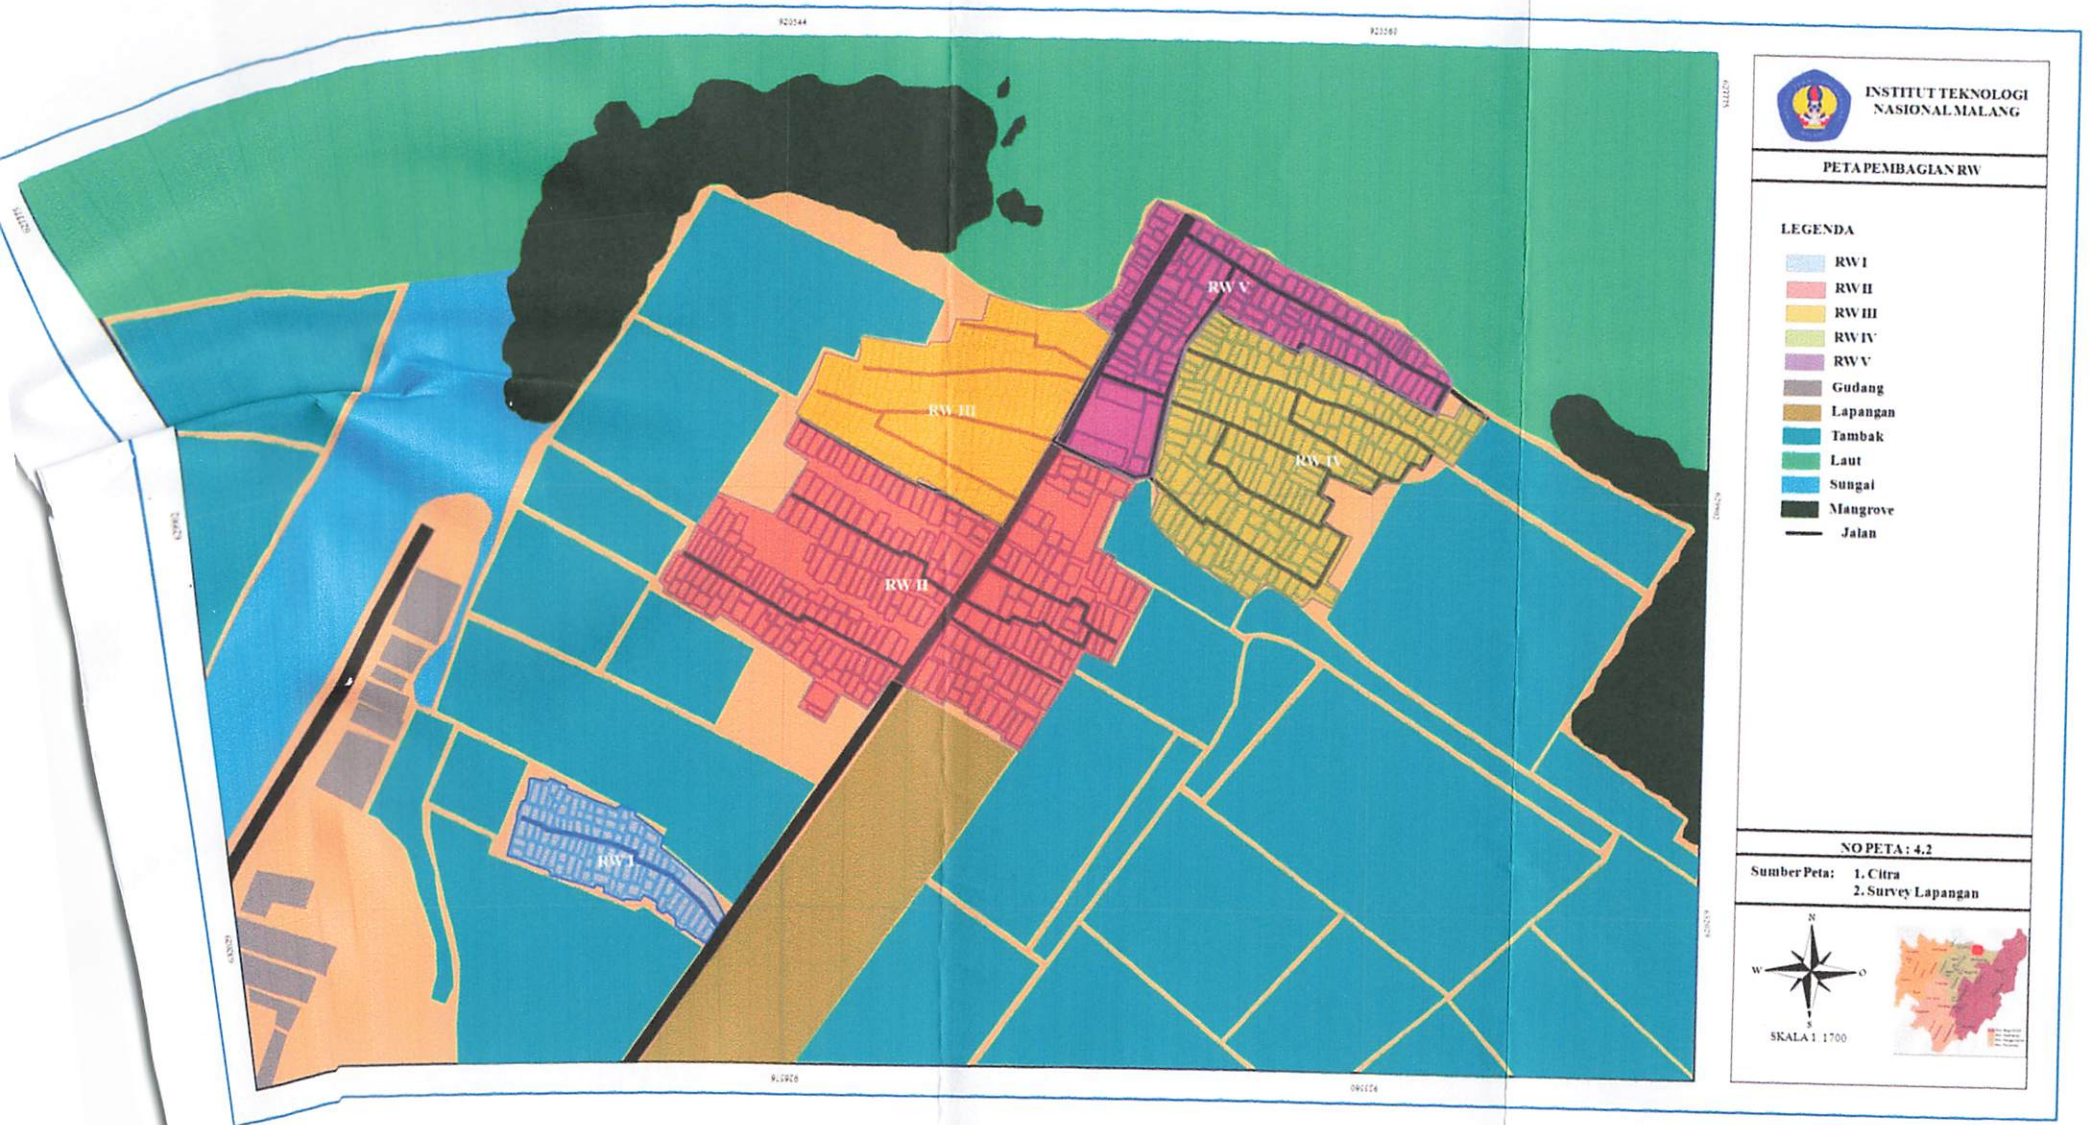 920544
923560
INSTITUT TEKNOLOGI
NASIONAL MALANG
PETA PEMBAGIAN RW
LEGENDA
RW I
RW II
RW III
RW IV
RW V
Gudang
Lapangan
Tambak
Laut
Sungai
Mangrove
Jalan
RW V
RW III
RW IV
RW II
RW I
NO PETA : 4.2
Sumber Peta: 1. Citra
2. Survey Lapangan
N
W
O
S
SKALA 1 : 1700